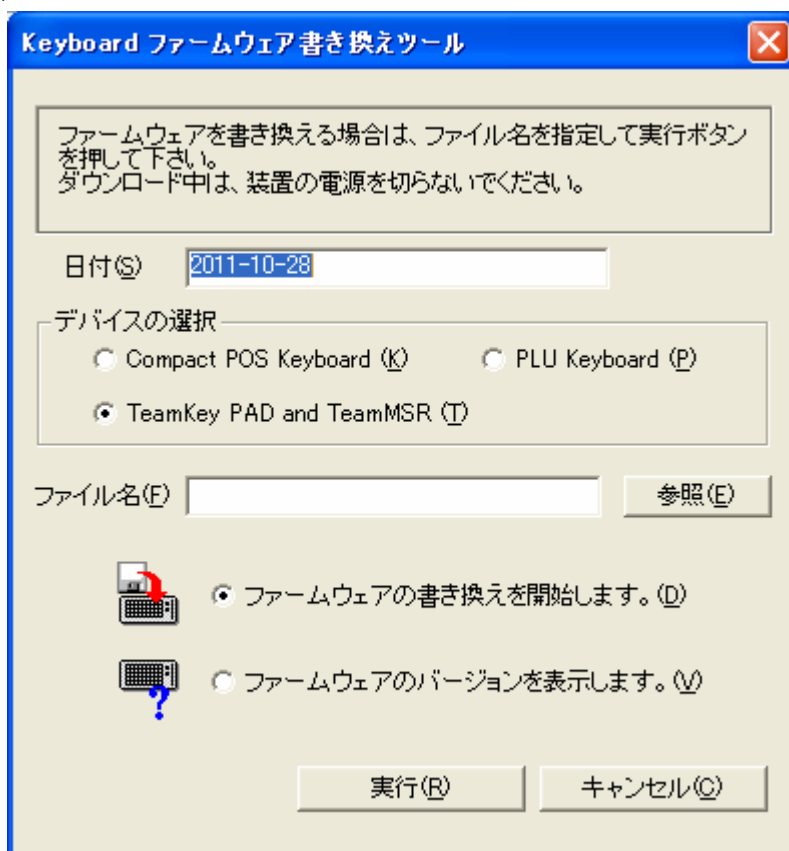 Keyboard ファームウェア書き換えツール
ファームウェアを書き換える場合は、ファイル名を指定して実行ボタン
を押して下さい。
ダウンロード中は、装置の電源を切らないでください。
日付(S) 2011-10-28
デバイスの選択
Compact POS Keyboard (K) PLU Keyboard (P)
TeamKey PAD and TeamMSR (T)
ファイル名(F) 参照(E)
ファームウェアの書き換えを開始します。(D)
ファームウェアのバージョンを表示します。(V)
実行(R) キャンセル(C)